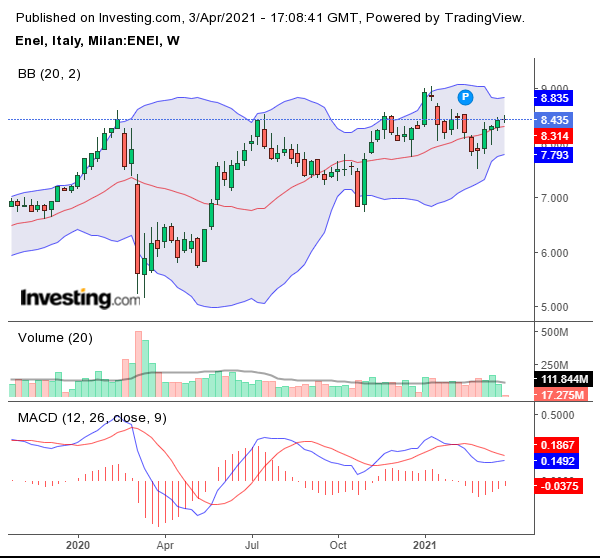 Published on Investing.com, 3/Apr/2021 - 17:08:41 GMT, Powered by TradingView.
Enel, Italy, Milan:ENEI, W
BB (20, 2)
9.000
8.835
P
8.435
8.314
7.793
7.000
6.000
5.000
Investing.com
Volume (20)
500M
250M
111.844M
17.275M
MACD (12, 26, close, 9)
0.5000
0.1867
0.1492
-0.0375
2020 Apr Jul Oct 2021